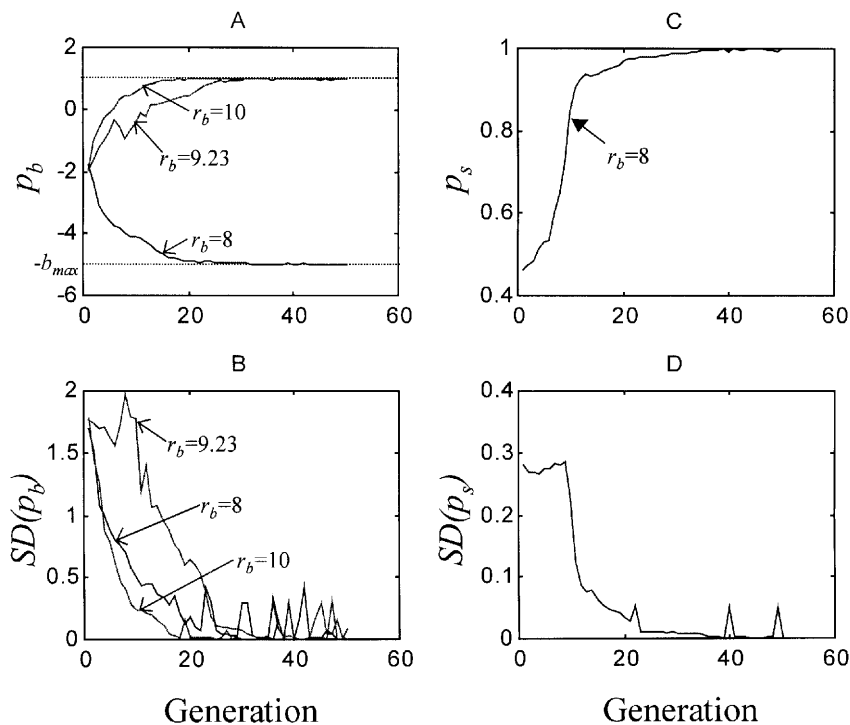 A
2
0
-2
-4
-b_max
-6
p_b
r_b=10
r_b=9.23
r_b=8
0 20 40 60
C
1
0.8
0.6
0.4
p_s
r_b=8
0 20 40 60
B
2
1.5
1
0.5
0
SD(p_b)
r_b=9.23
r_b=8
r_b=10
0 20 40 60
Generation
D
0.4
0.3
0.2
0.1
0
SD(p_s)
0 20 40 60
Generation